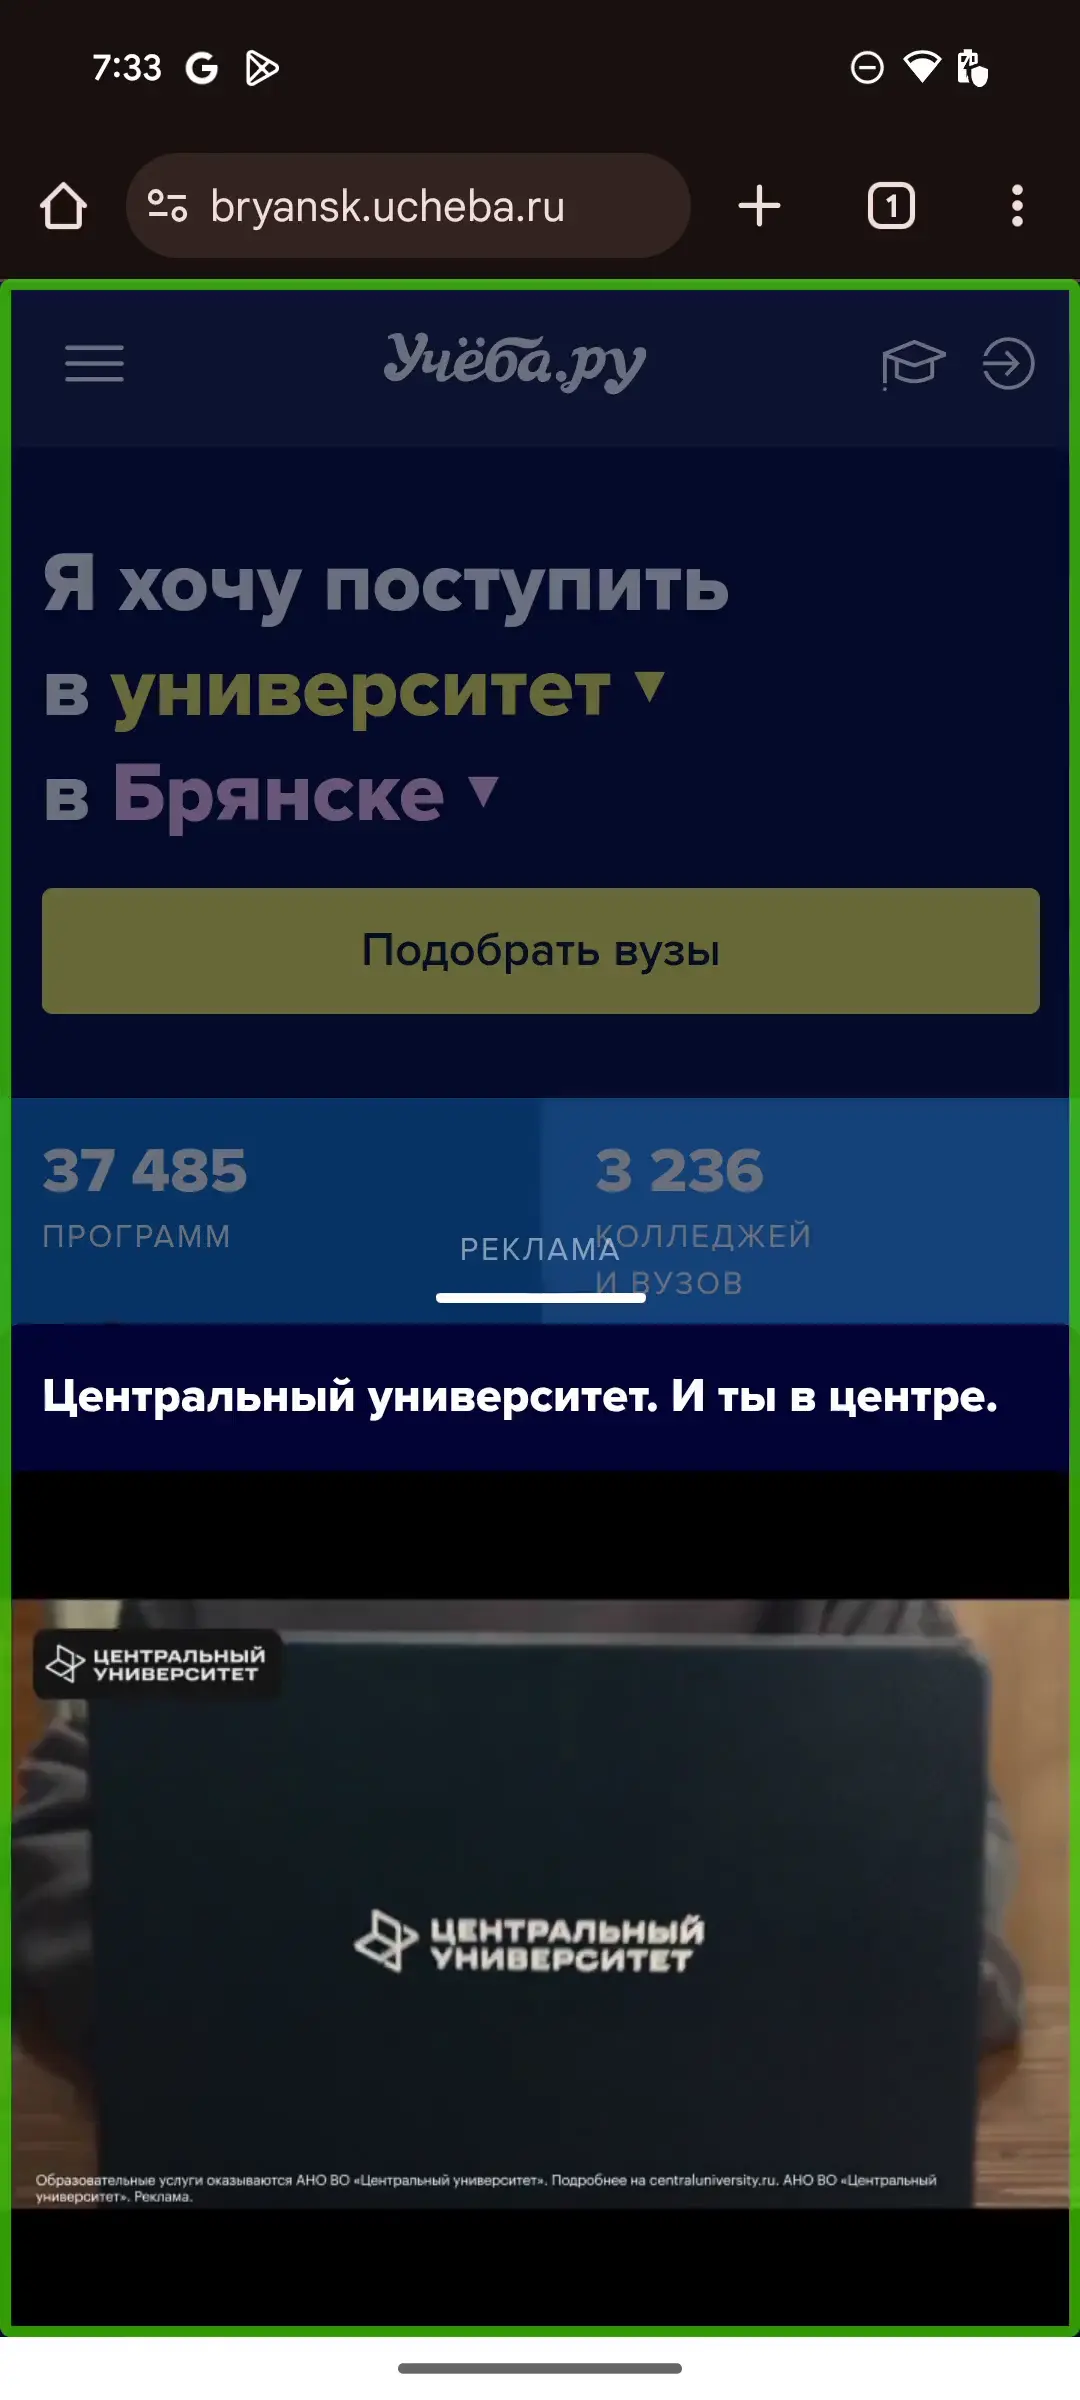 7:33
bryansk.ucheba.ru
1
Учёба.ру
Я хочу поступить
в университет
в Брянске
Подобрать вузы
37 485
ПРОГРАММ
3 236
КОЛЛЕДЖЕЙ
И ВУЗОВ
РЕКЛАМА
Центральный университет. И ты в центре.
ЦЕНТРАЛЬНЫЙ
УНИВЕРСИТЕТ
ЦЕНТРАЛЬНЫЙ
УНИВЕРСИТЕТ
Образовательные услуги оказываются АНО ВО «Центральный университет». Подробнее на centraluniversity.ru. АНО ВО «Центральный
университет». Реклама.